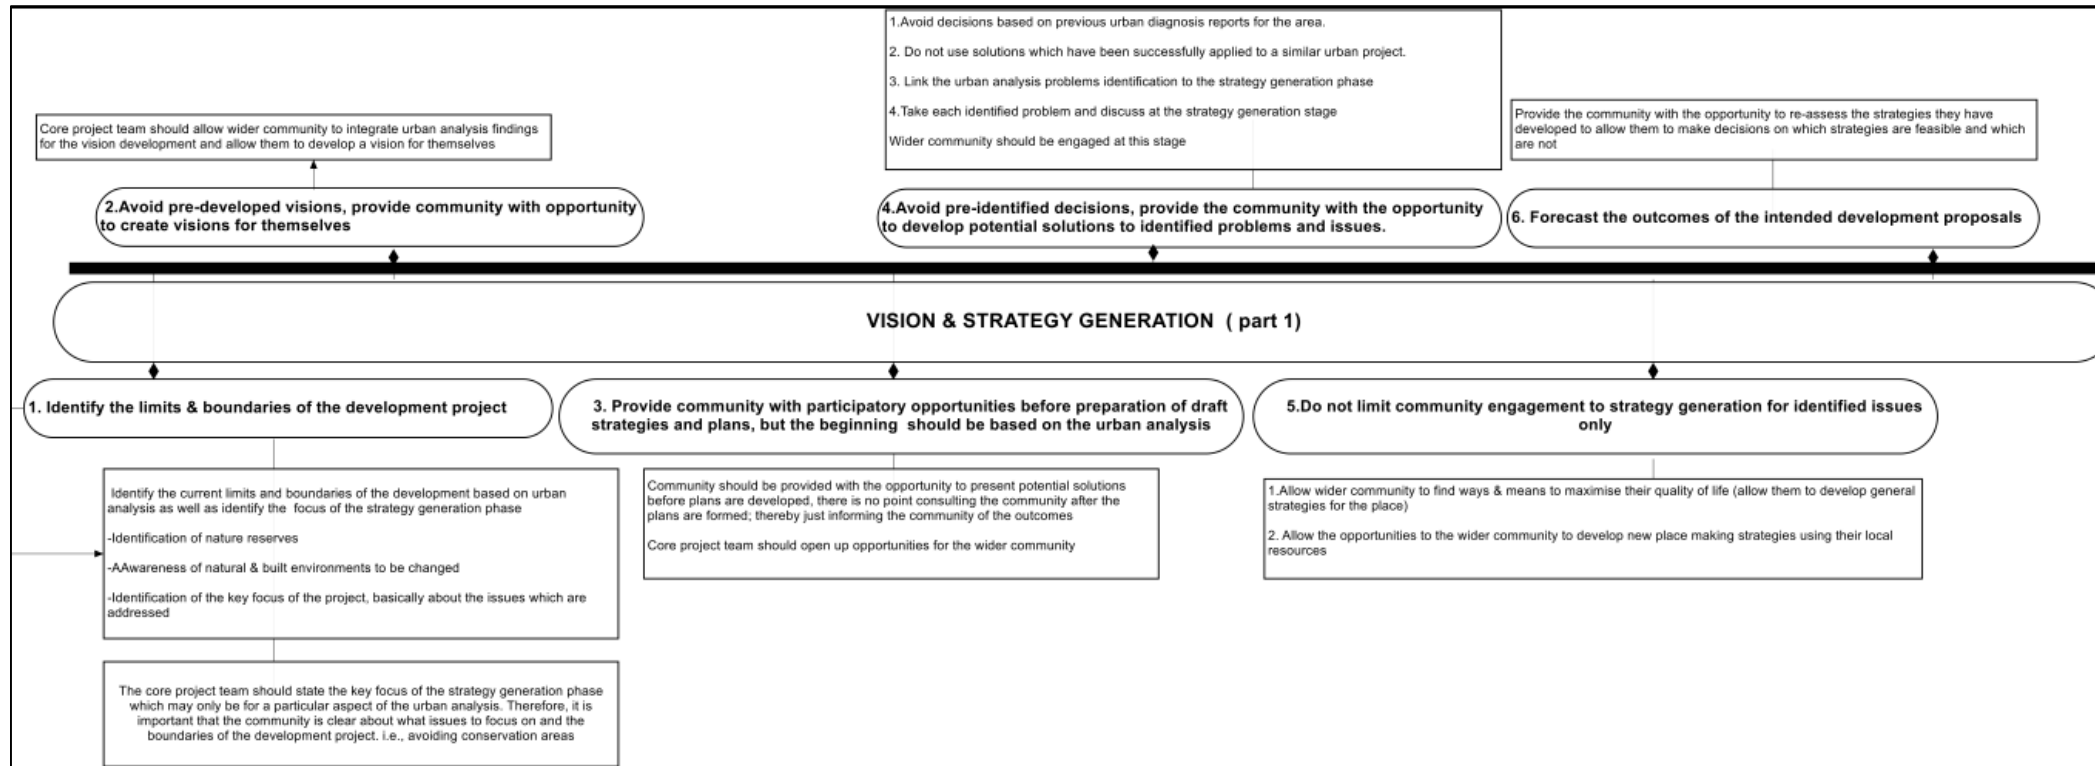 1.Avoid decisions based on previous urban diagnosis reports for the area.
2. Do not use solutions which have been successfully applied to a similar urban project.
3. Link the urban analysis problems identification to the strategy generation phase
4.Take each identified problem and discuss at the strategy generation stage
Wider community should be engaged at this stage
Core project team should allow wider community to integrate urban analysis findings
for the vision development and allow them to develop a vision for themselves
Provide the community with the opportunity to re-assess the strategies they have
developed to allow them to make decisions on which strategies are feasible and which
are not
2.Avoid pre-developed visions, provide community with opportunity
to create visions for themselves
4.Avoid pre-identified decisions, provide the community with the opportunity
to develop potential solutions to identified problems and issues.
6. Forecast the outcomes of the intended development proposals
VISION & STRATEGY GENERATION ( part 1)
1. Identify the limits & boundaries of the development project
3. Provide community with participatory opportunities before preparation of draft
strategies and plans, but the beginning should be based on the urban analysis
5.Do not limit community engagement to strategy generation for identified issues
only
Identify the current limits and boundaries of the development based on urban
analysis as well as identify the focus of the strategy generation phase
-Identification of nature reserves
-AAwareness of natural & built environments to be changed
-Identification of the key focus of the project, basically about the issues which are
addressed
Community should be provided with the opportunity to present potential solutions
before plans are developed, there is no point consulting the community after the
plans are formed; thereby just informing the community of the outcomes
Core project team should open up opportunities for the wider community
1.Allow wider community to find ways & means to maximise their quality of life (allow them to develop general
strategies for the place)
2. Allow the opportunities to the wider community to develop new place making strategies using their local
resources
The core project team should state the key focus of the strategy generation phase
which may only be for a particular aspect of the urban analysis. Therefore, it is
important that the community is clear about what issues to focus on and the
boundaries of the development project. i.e., avoiding conservation areas